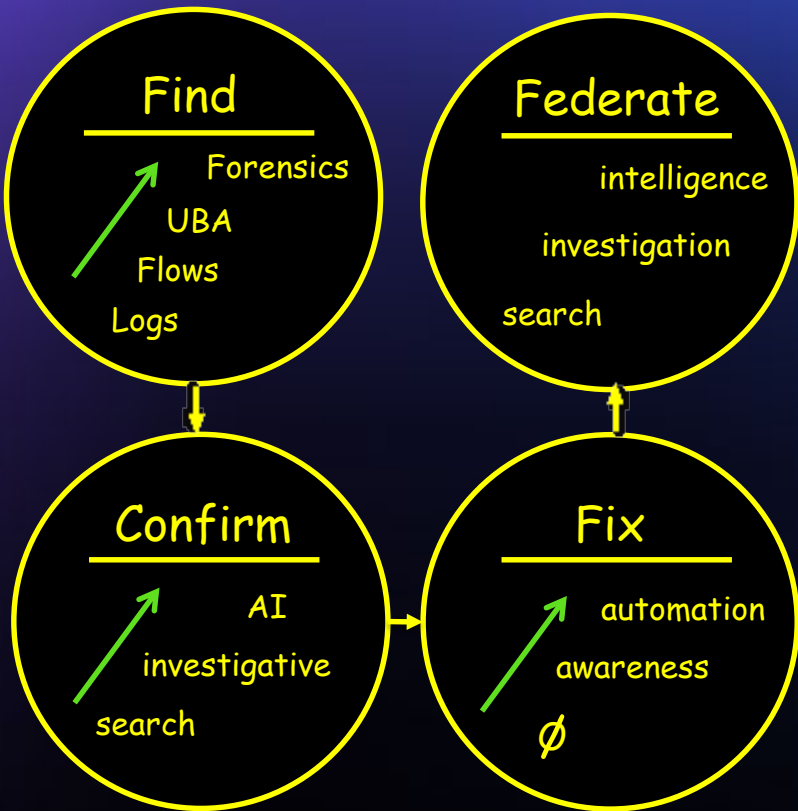 Find
Forensics
UBA
Flows
Logs
Federate
intelligence
investigation
search
Confirm
AI
investigative
search
Fix
automation
awareness
∅